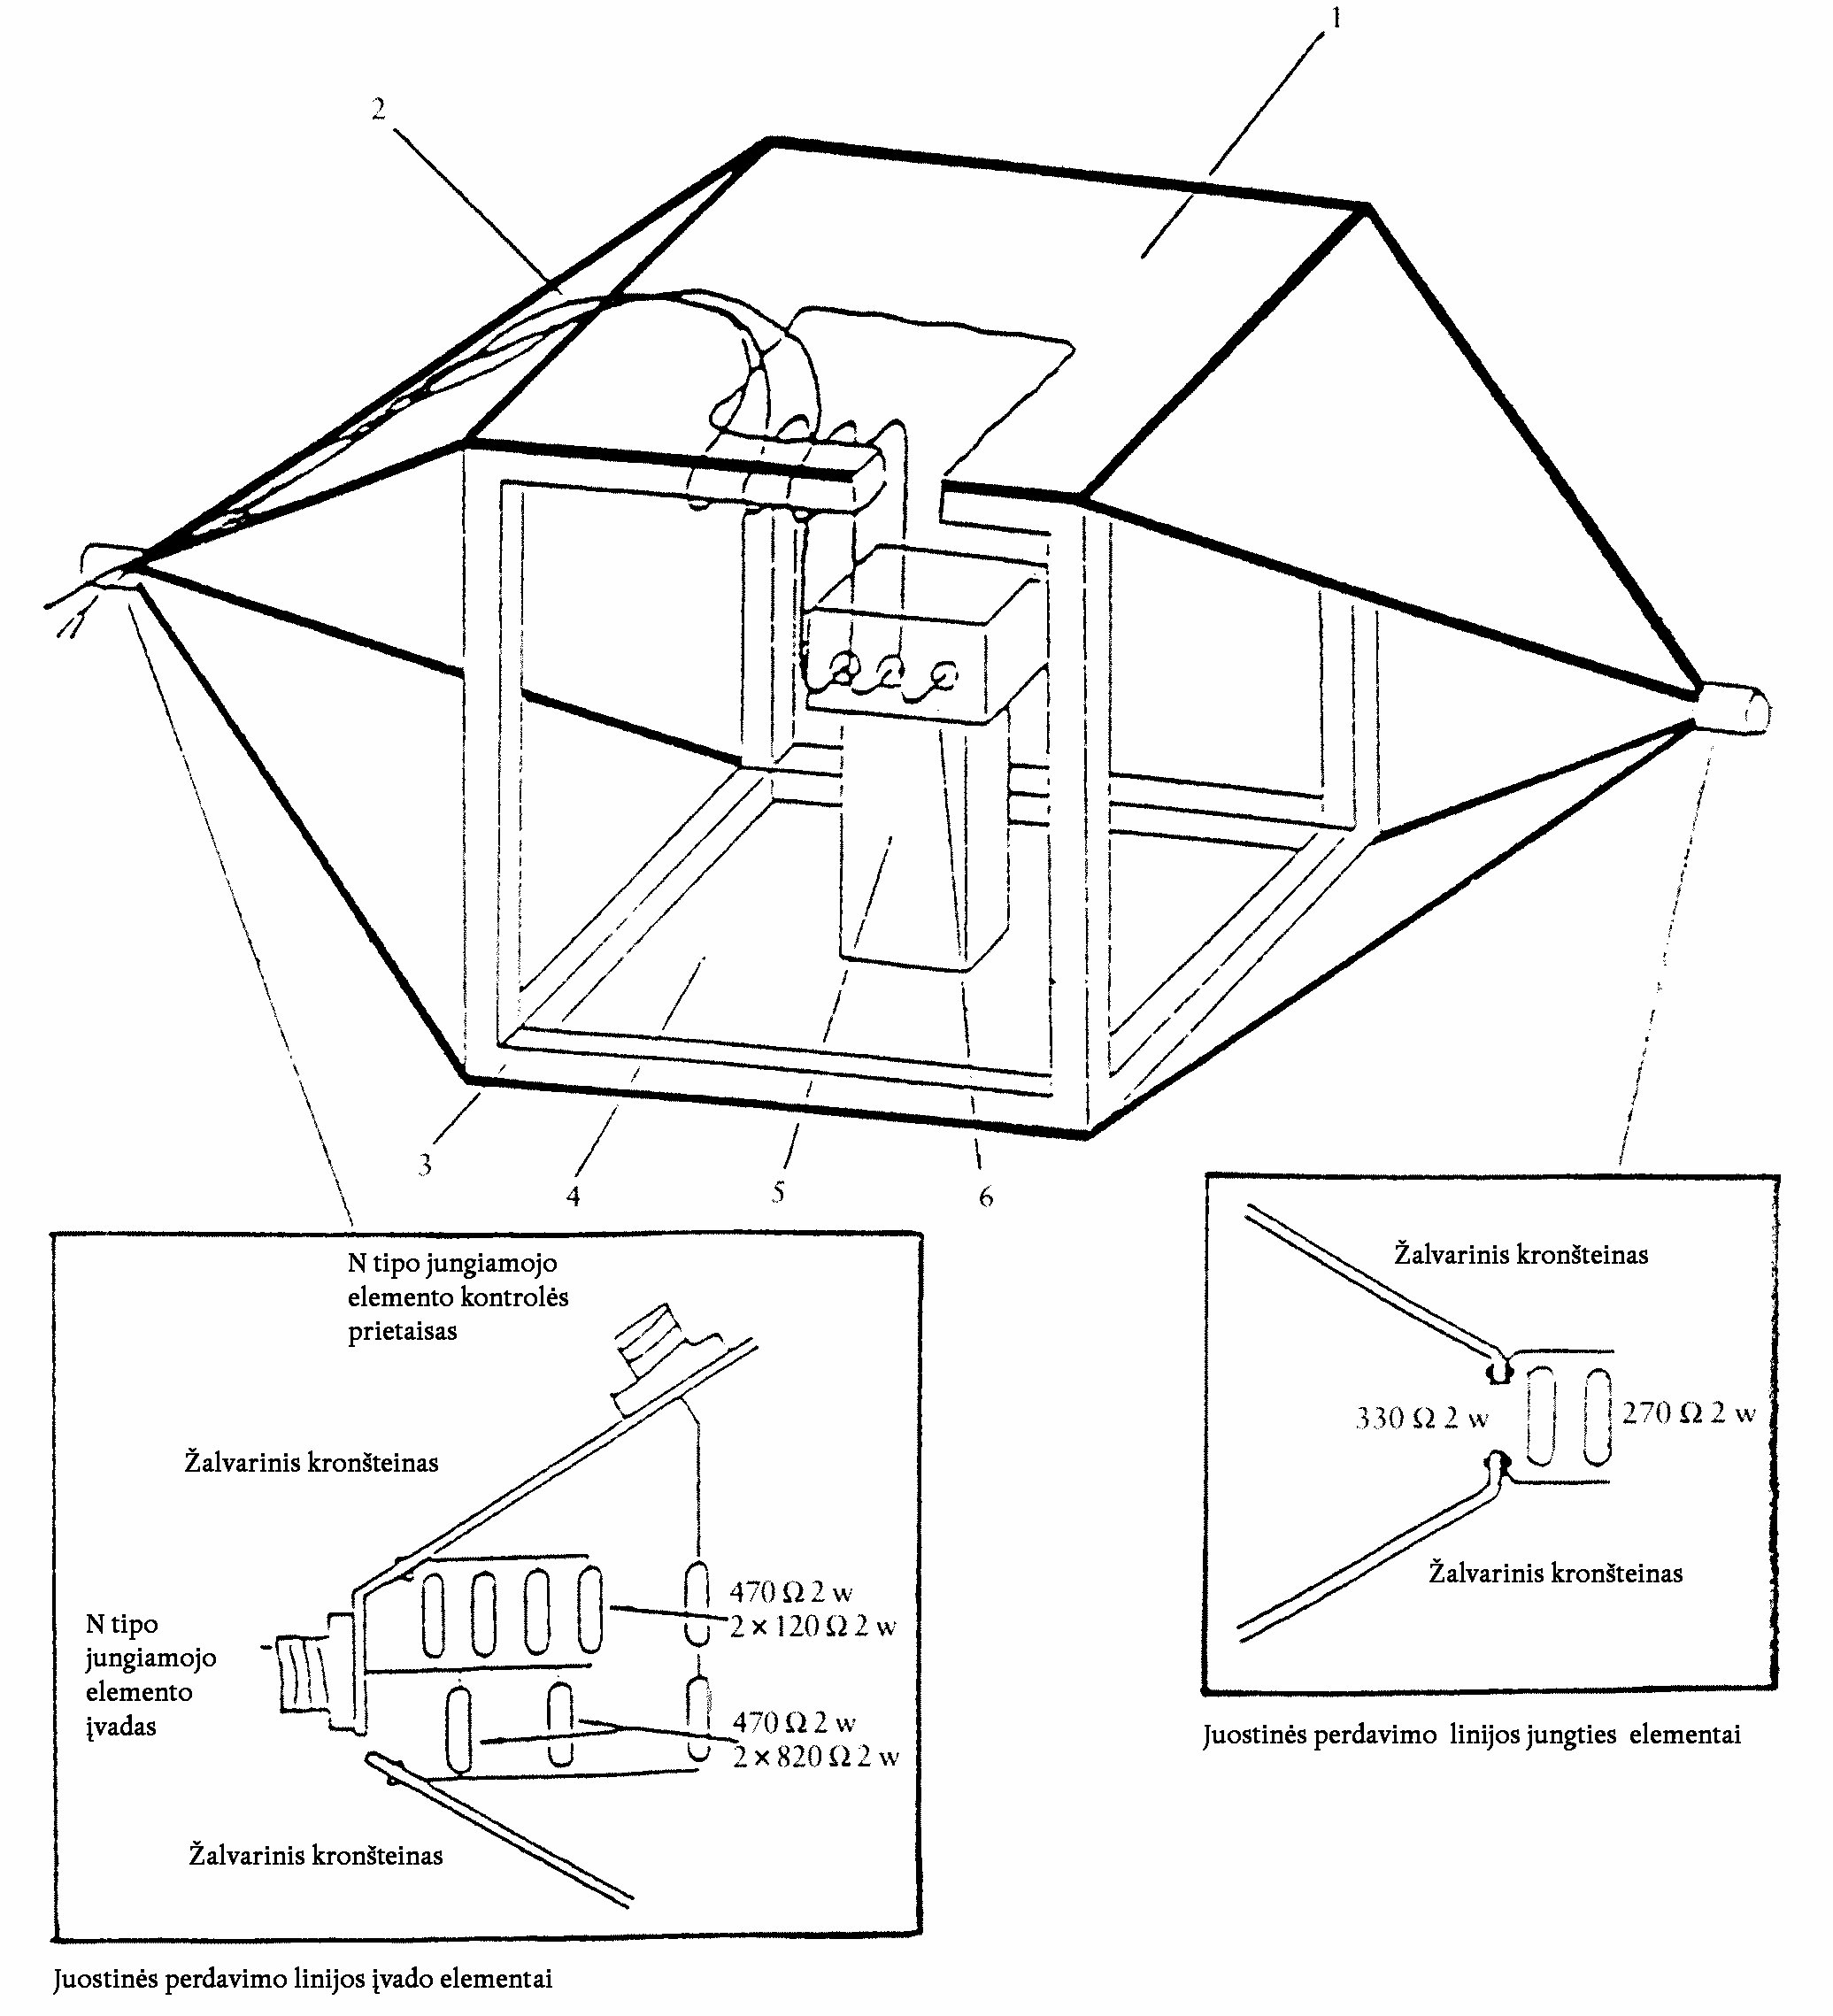 1
2
3
4
5
6
N tipo jungiamojo
elemento kontrolės
prietaisas
Žalvarinis kronšteinas
470 Ω 2 w
2 × 120 Ω 2 w
N tipo
jungiamojo
elemento
įvadas
470 Ω 2 w
2 × 820 Ω 2 w
Žalvarinis kronšteinas
Juostinės perdavimo linijos įvado elementai
Žalvarinis kronšteinas
330 Ω 2 w
270 Ω 2 w
Žalvarinis kronšteinas
Juostinės perdavimo linijos jungties elementai